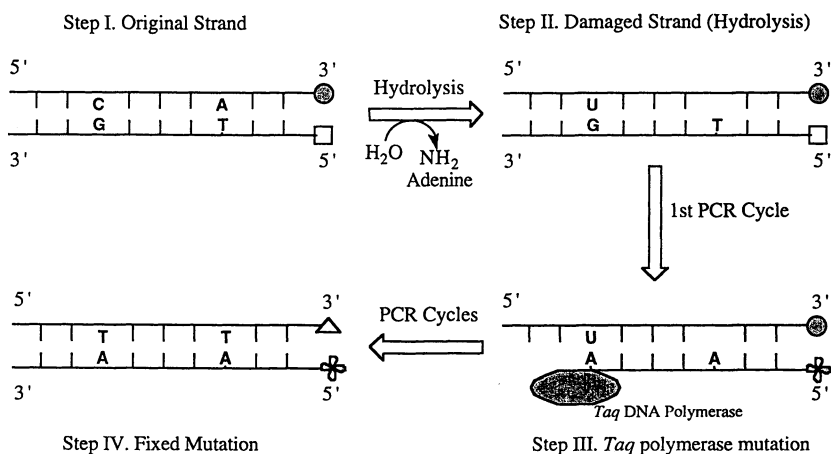 Step I. Original Strand
Step II. Damaged Strand (Hydrolysis)
5'
3'
C
A
G
T
3'
5'
Hydrolysis
H2O
NH2
Adenine
5'
3'
U
G
T
3'
5'
1st PCR Cycle
5'
3'
T
T
A
A
3'
5'
PCR Cycles
5'
3'
U
A
A
5'
Taq DNA Polymerase
Step IV. Fixed Mutation
Step III. Taq polymerase mutation